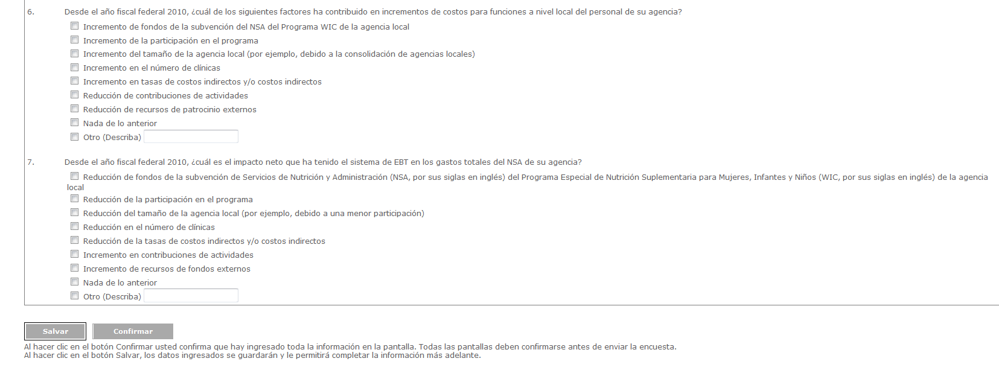 6. Desde el año fiscal federal 2010, ¿cuál de los siguientes factores ha contribuido en incrementos de costos para funciones a nivel local del personal de su agencia?
Incremento de fondos de la subvención del NSA del Programa WIC de la agencia local
Incremento de la participación en el programa
Incremento del tamaño de la agencia local (por ejemplo, debido a la consolidación de agencias locales)
Incremento en el número de clínicas
Incremento en tasas de costos indirectos y/o costos indirectos
Reducción de contribuciones de actividades
Reducción de recursos de patrocinio externos
Nada de lo anterior
Otro (Describa)
7. Desde el año fiscal federal 2010, ¿cuál es el impacto neto que ha tenido el sistema de EBT en los gastos totales del NSA de su agencia?
Reducción de fondos de la subvención de Servicios de Nutrición y Administración (NSA, por sus siglas en inglés) del Programa Especial de Nutrición Suplementaria para Mujeres, Infantes y Niños (WIC, por sus siglas en inglés) de la agencia
local
Reducción de la participación en el programa
Reducción del tamaño de la agencia local (por ejemplo, debido a una menor participación)
Reducción en el número de clínicas
Reducción de la tasas de costos indirectos y/o costos indirectos
Incremento en contribuciones de actividades
Incremento de recursos de fondos externos
Nada de lo anterior
Otro (Describa)
Salvar Confirmar
Al hacer clic en el botón Confirmar usted confirma que hay ingresado toda la información en la pantalla. Todas las pantallas deben confirmarse antes de enviar la encuesta.
Al hacer clic en el botón Salvar, los datos ingresados se guardarán y le permitirá completar la información más adelante.